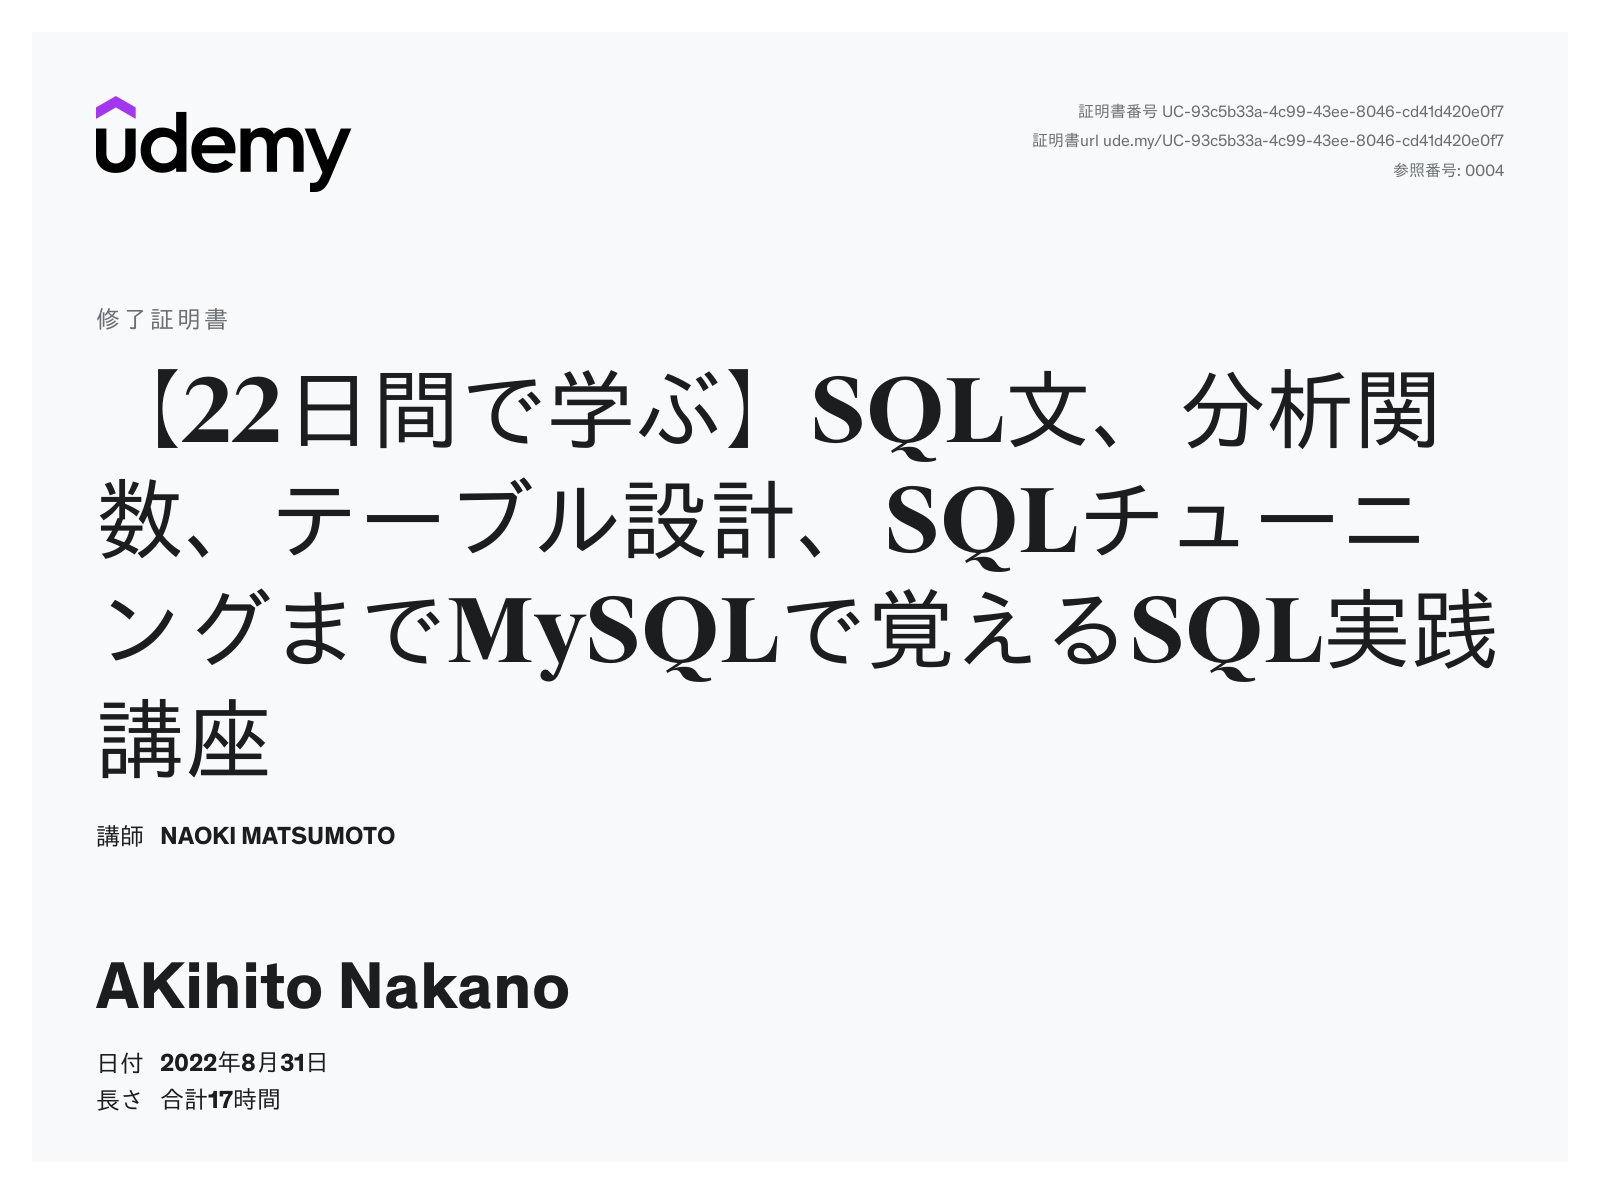 udemy
証明書番号 UC-93c5b33a-4c99-43ee-8046-cd41d420e0f7
証明書url ude.my/UC-93c5b33a-4c99-43ee-8046-cd41d420e0f7
参照番号: 0004
修了証明書
【22日間で学ぶ】SQL文、分析関
数、テーブル設計、SQLチューニ
ングまでMySQLで覚えるSQL実践
講座
講師 NAOKI MATSUMOTO
AKihito Nakano
日付 2022年8月31日
長さ 合計17時間